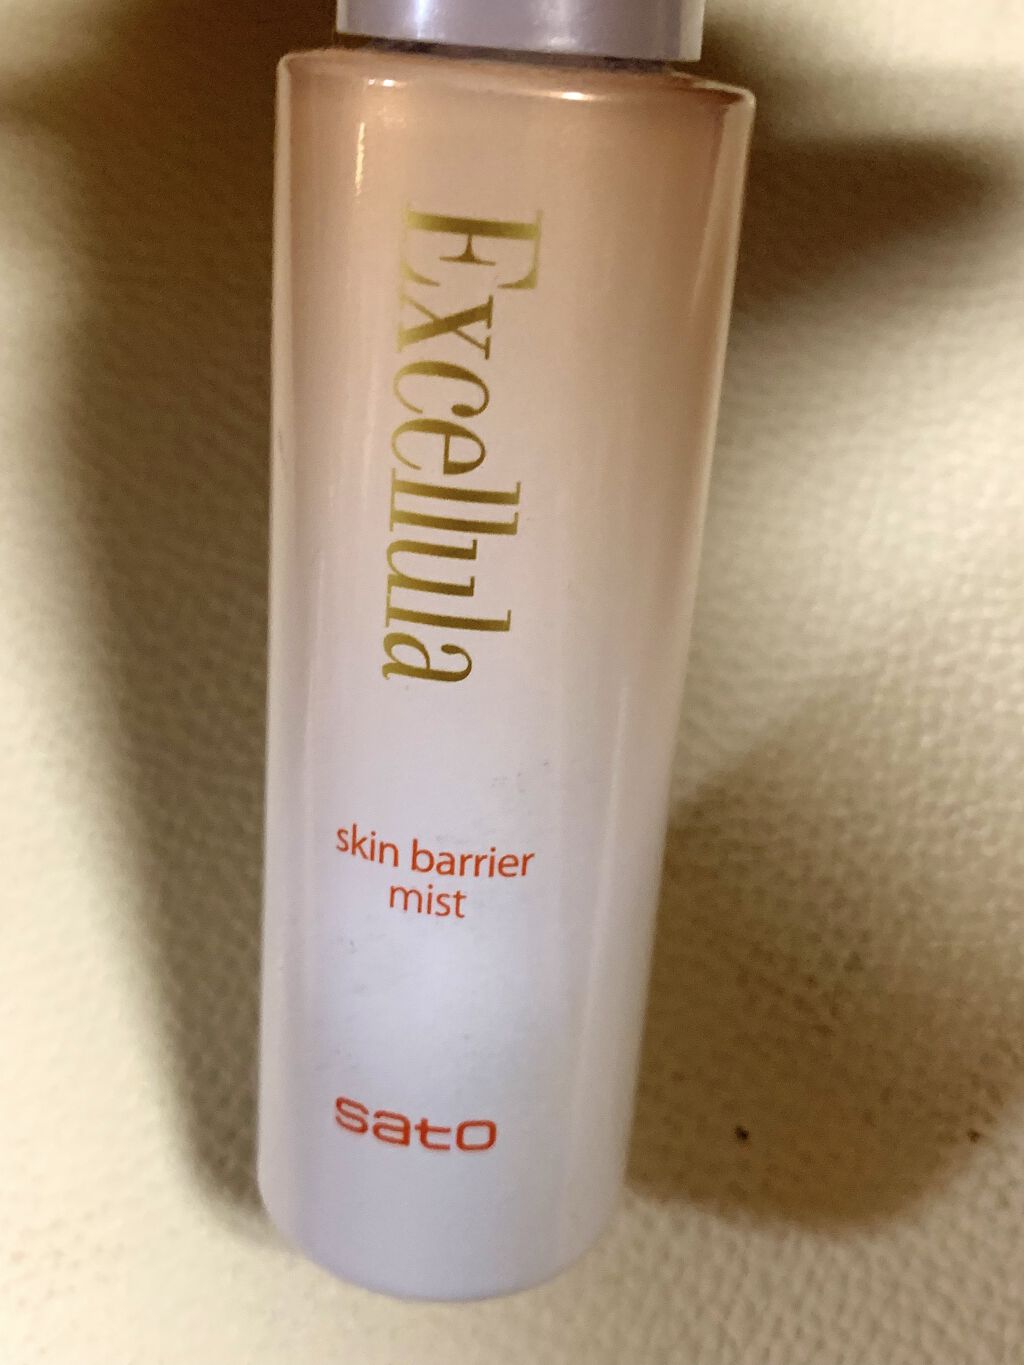 Excellula
skin barrier
mist
sato